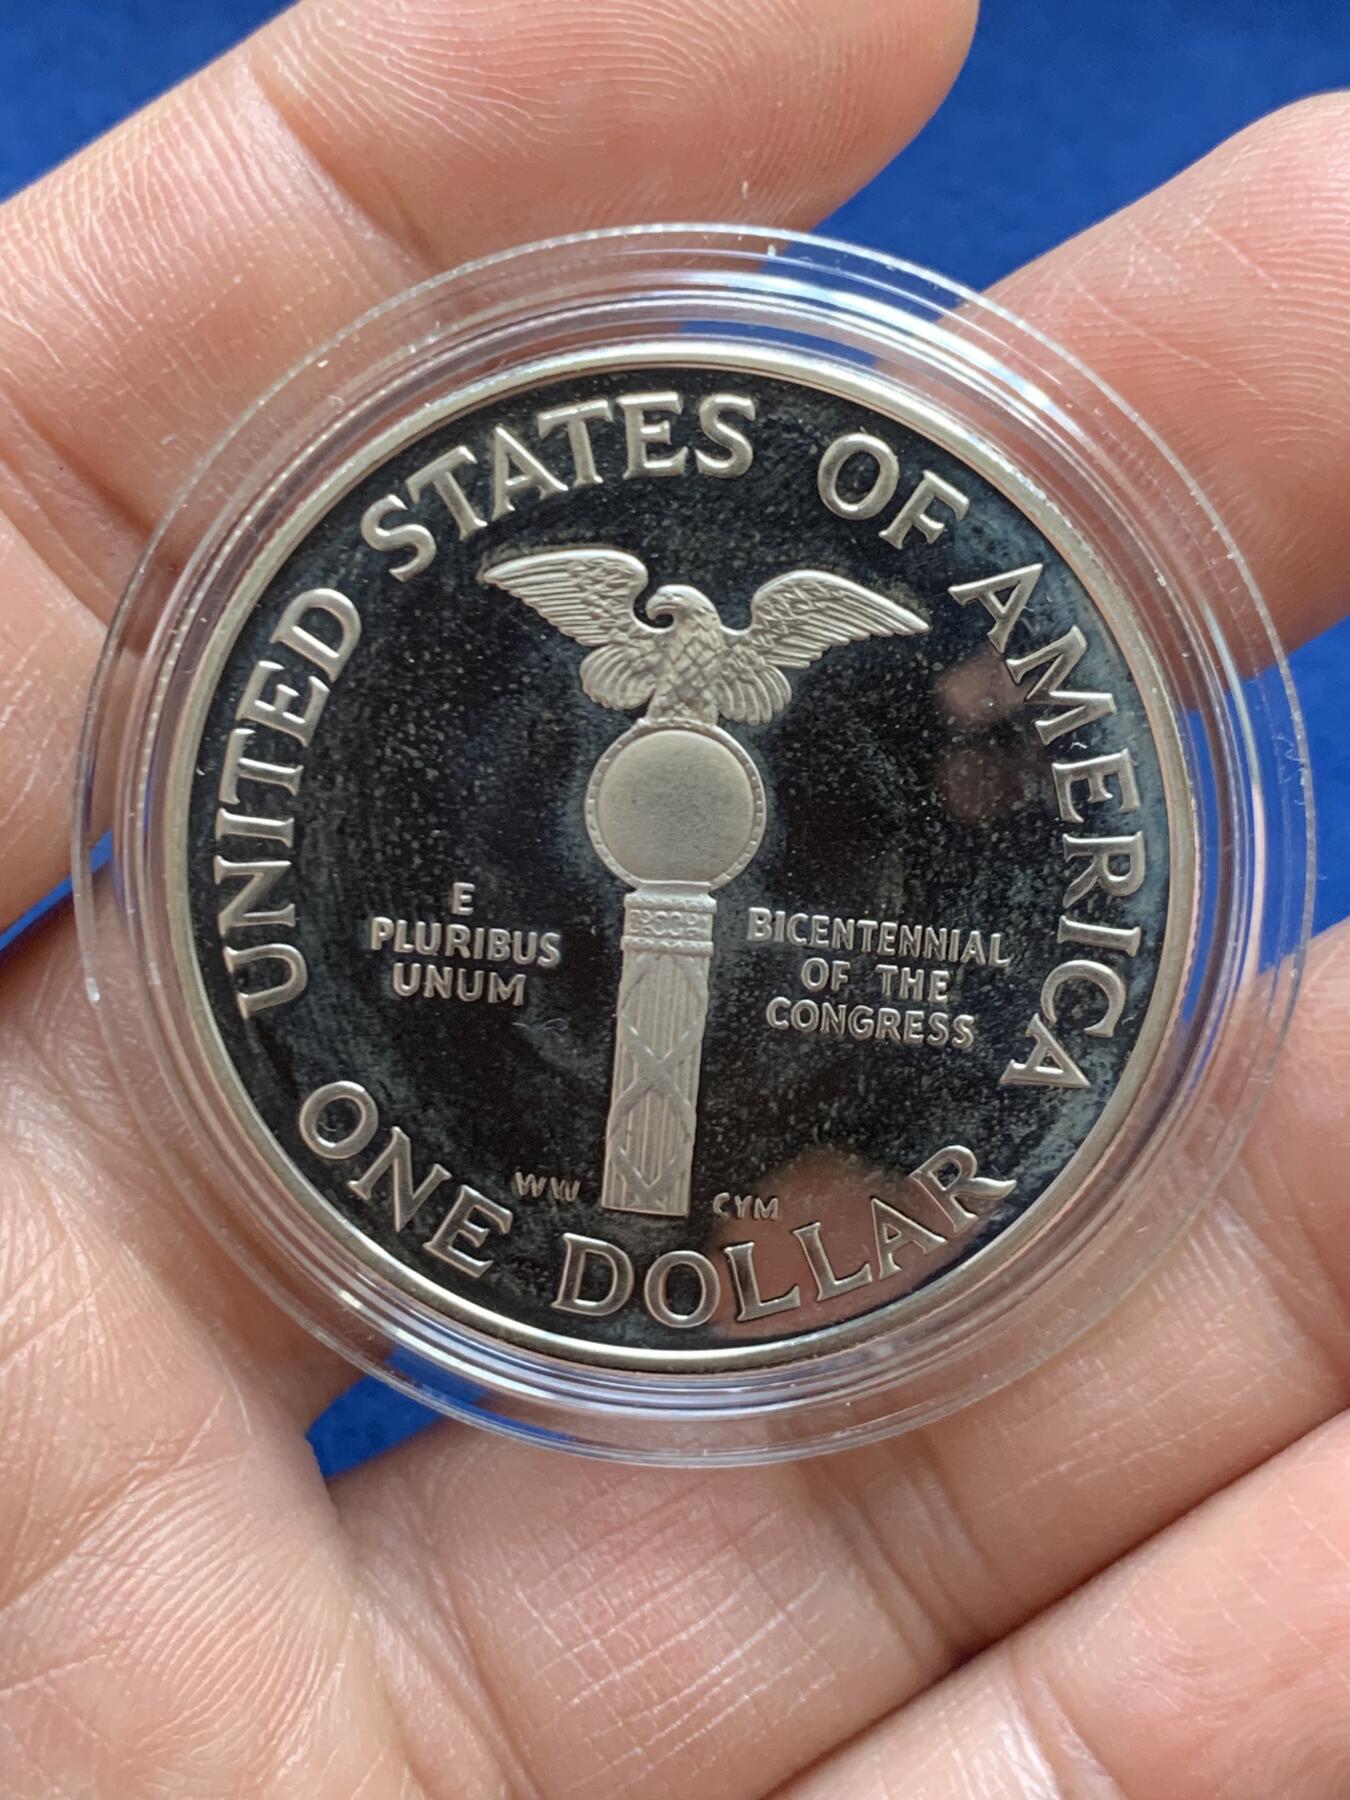 UNITED STATES OF AMERICA
E
PLURIBUS
UNUM
BICENTENNIAL
OF THE
CONGRESS
WW
CYM
ONE DOLLAR